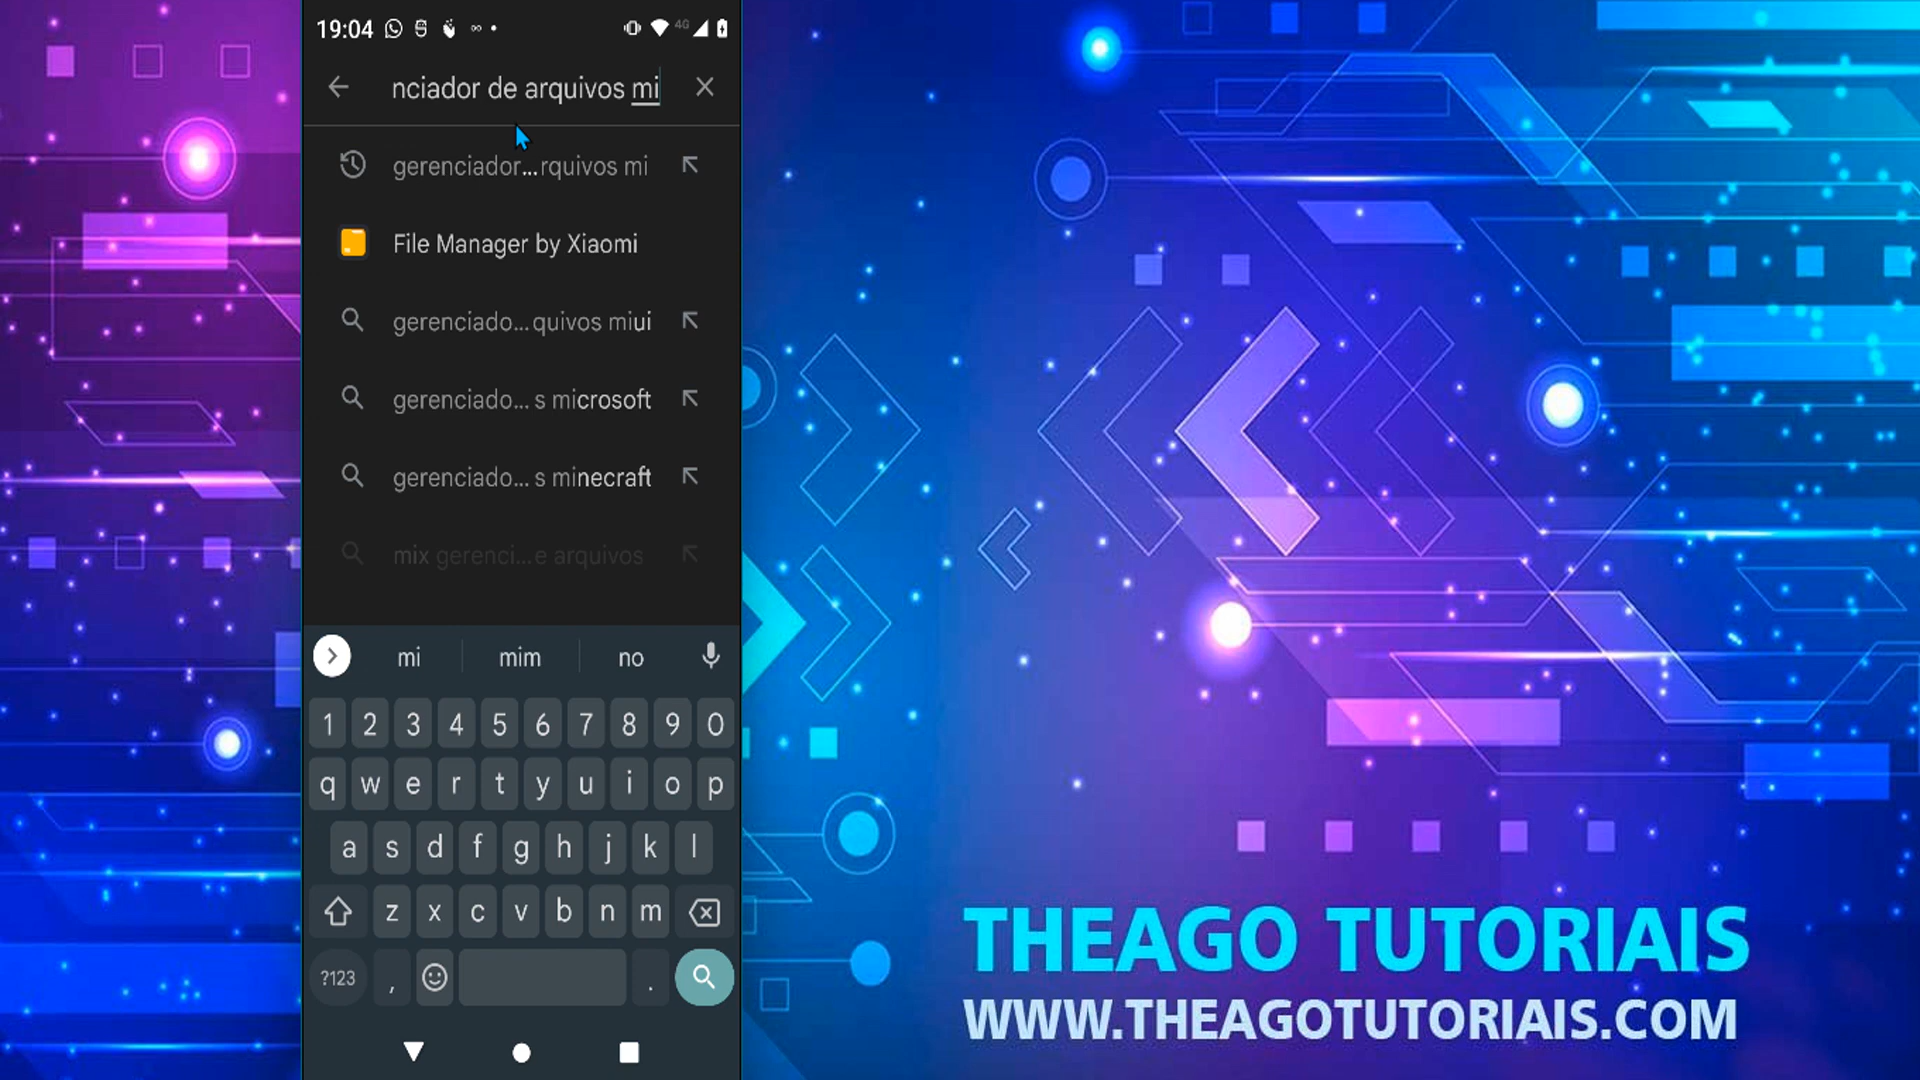 19:04
4G
nciador de arquivos mi
gerenciador...rquivos mi
File Manager by Xiaomi
gerenciado... quivos miui
gerenciado... s microsoft
gerenciado... s minecraft
mix gerenci...e arquivos
mi mim no
1 2 3 4 5 6 7 8 9 0
q w e r t y u i o p
a s d f g h j k l
z x c v b n m
?123 , .
THEAGO TUTORIAIS
WWW.THEAGOTUTORIAIS.COM